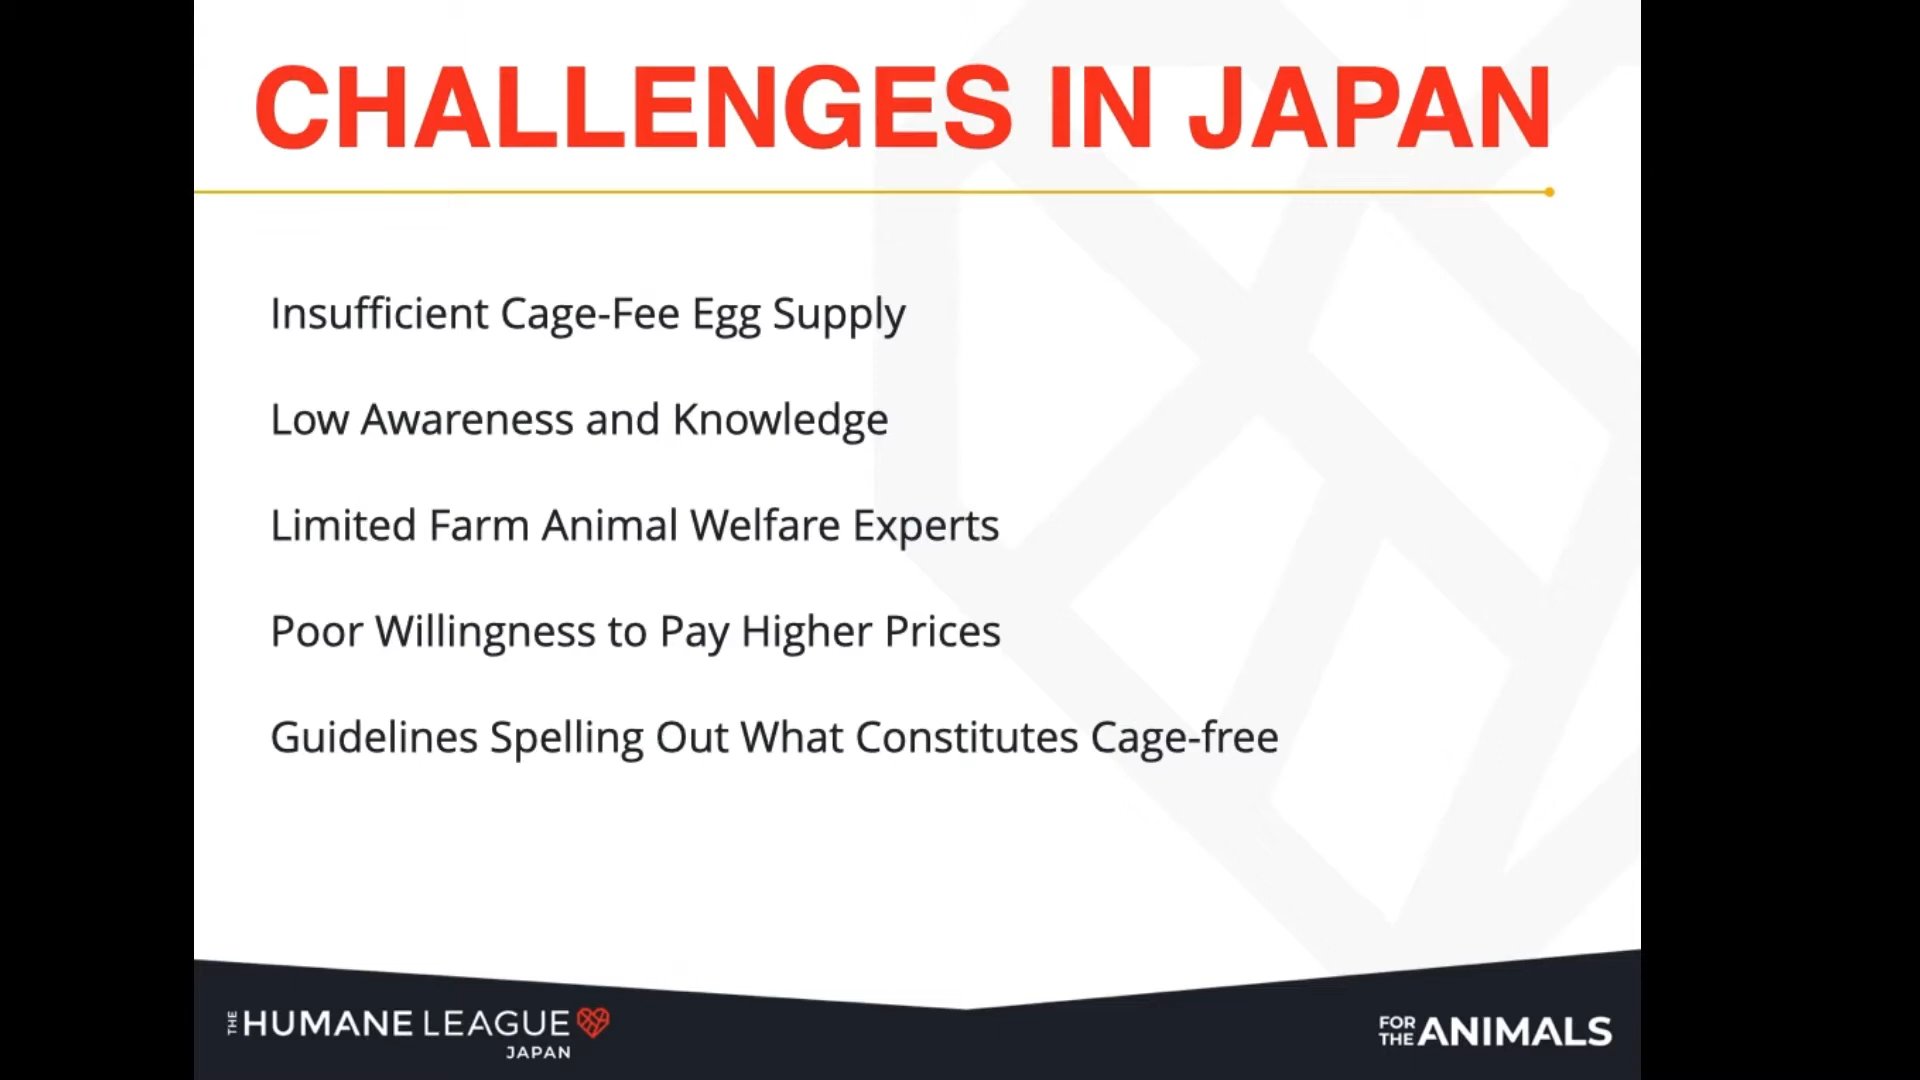 CHALLENGES IN JAPAN
Insufficient Cage-Fee Egg Supply
Low Awareness and Knowledge
Limited Farm Animal Welfare Experts
Poor Willingness to Pay Higher Prices
Guidelines Spelling Out What Constitutes Cage-free
THE HUMANE LEAGUE
JAPAN
FOR THE ANIMALS